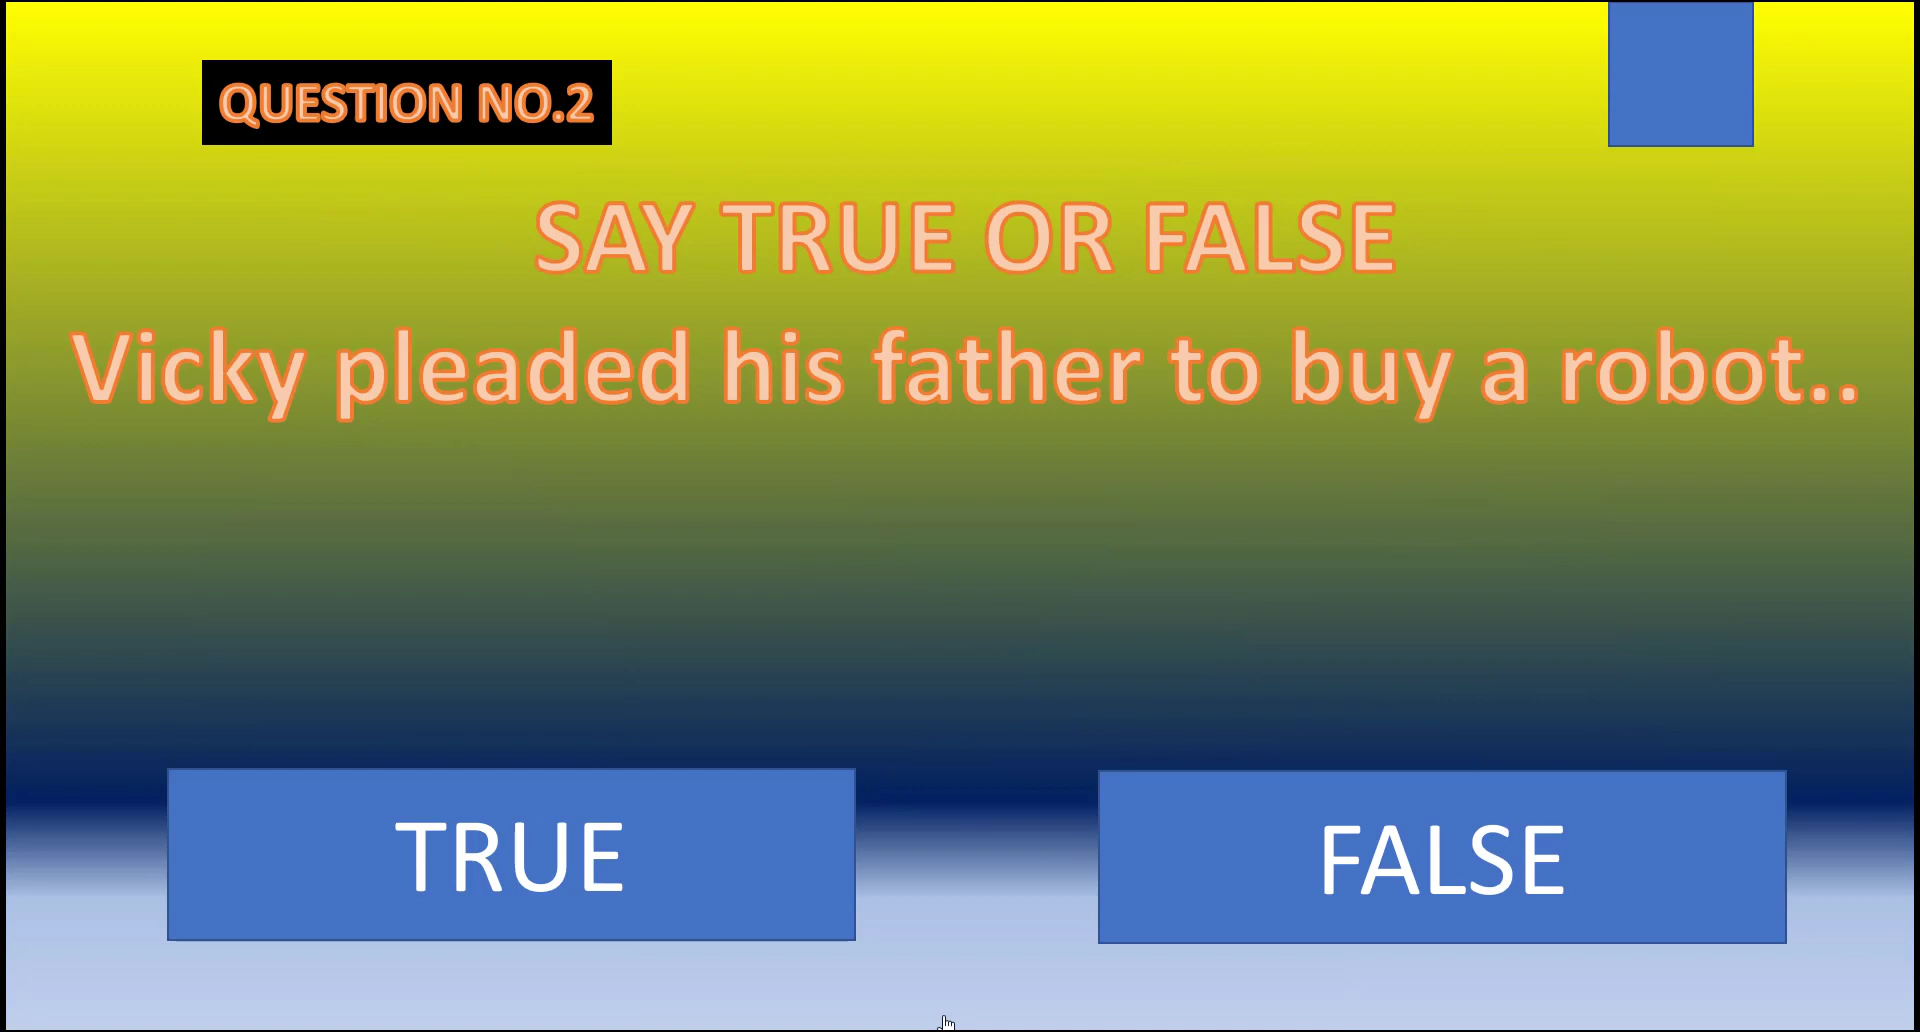 QUESTION NO.2
SAY TRUE OR FALSE
Vicky pleaded his father to buy a robot..
TRUE
FALSE